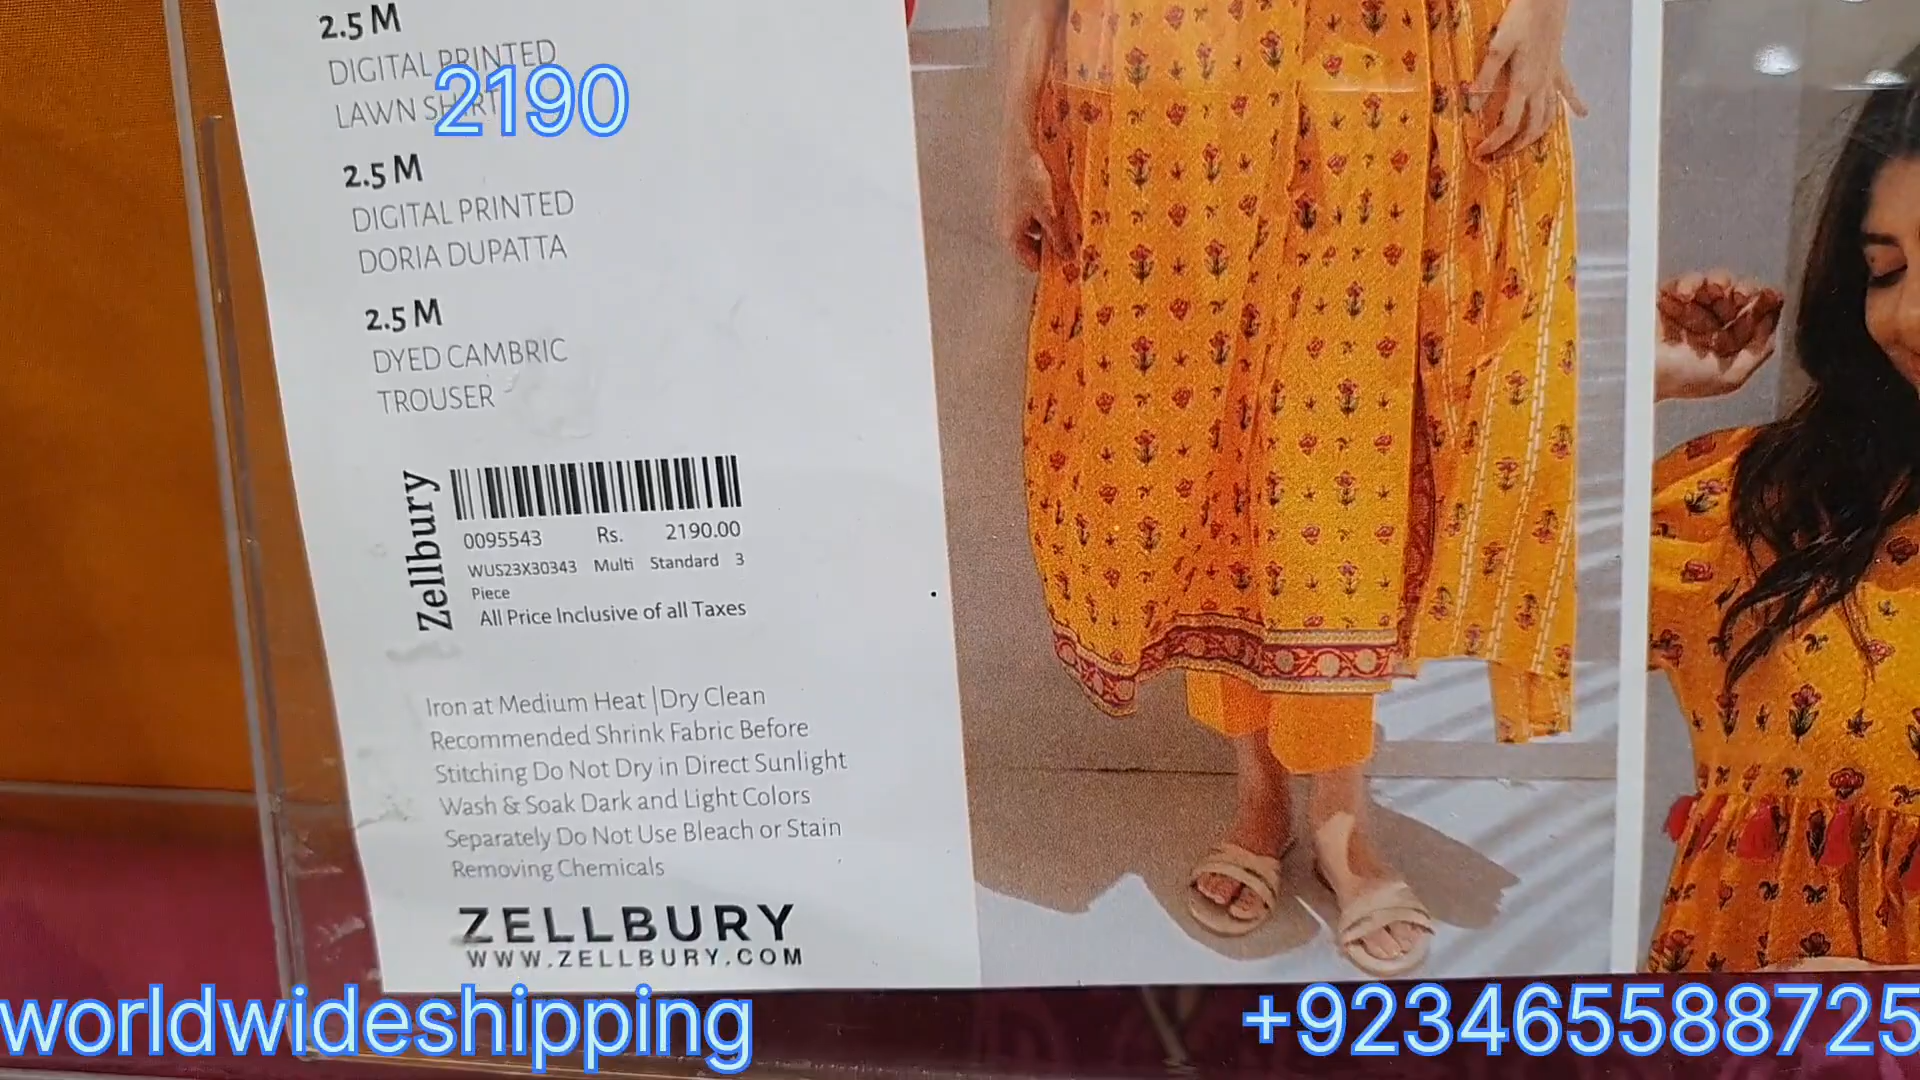 2.5 M
DIGITAL PRINTED
LAWN SHIRT
2190
2.5 M
DIGITAL PRINTED
DORIA DUPATTA
2.5 M
DYED CAMBRIC
TROUSER
Zellbury
0095543 Rs. 2190.00
WUS23X30343 Multi Standard 3
Piece
All Price Inclusive of all Taxes
Iron at Medium Heat |Dry Clean
Recommended Shrink Fabric Before
Stitching Do Not Dry in Direct Sunlight
Wash & Soak Dark and Light Colors
Separately Do Not Use Bleach or Stain
Removing Chemicals
ZELLBURY
WWW.ZELLBURY.COM
worldwideshipping
+923465588725